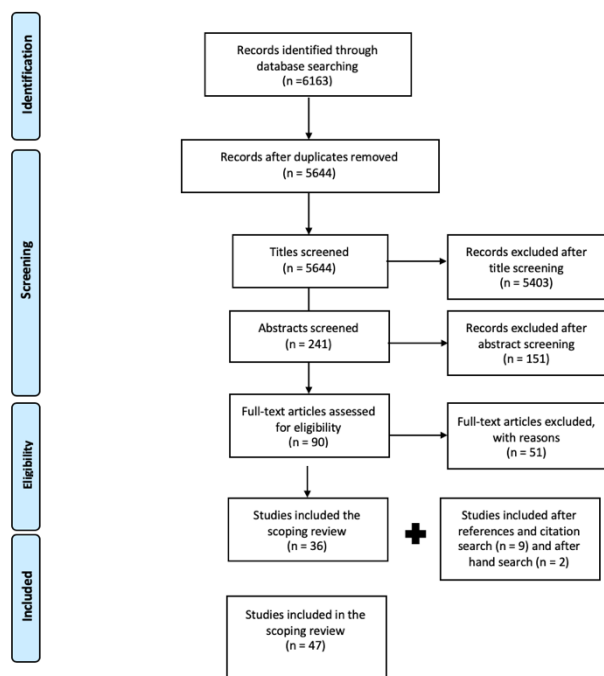 Identification
Records identified through
database searching
(n =6163)
Screening
Records after duplicates removed
(n = 5644)
Titles screened
(n = 5644)
Records excluded after
title screening
(n = 5403)
Abstracts screened
(n = 241)
Records excluded after
abstract screening
(n = 151)
Eligibility
Full-text articles assessed
for eligibility
(n = 90)
Full-text articles excluded,
with reasons
(n = 51)
Studies included the
scoping review
(n = 36)
Studies included after
references and citation
search (n = 9) and after
hand search (n = 2)
Included
Studies included in the
scoping review
(n = 47)